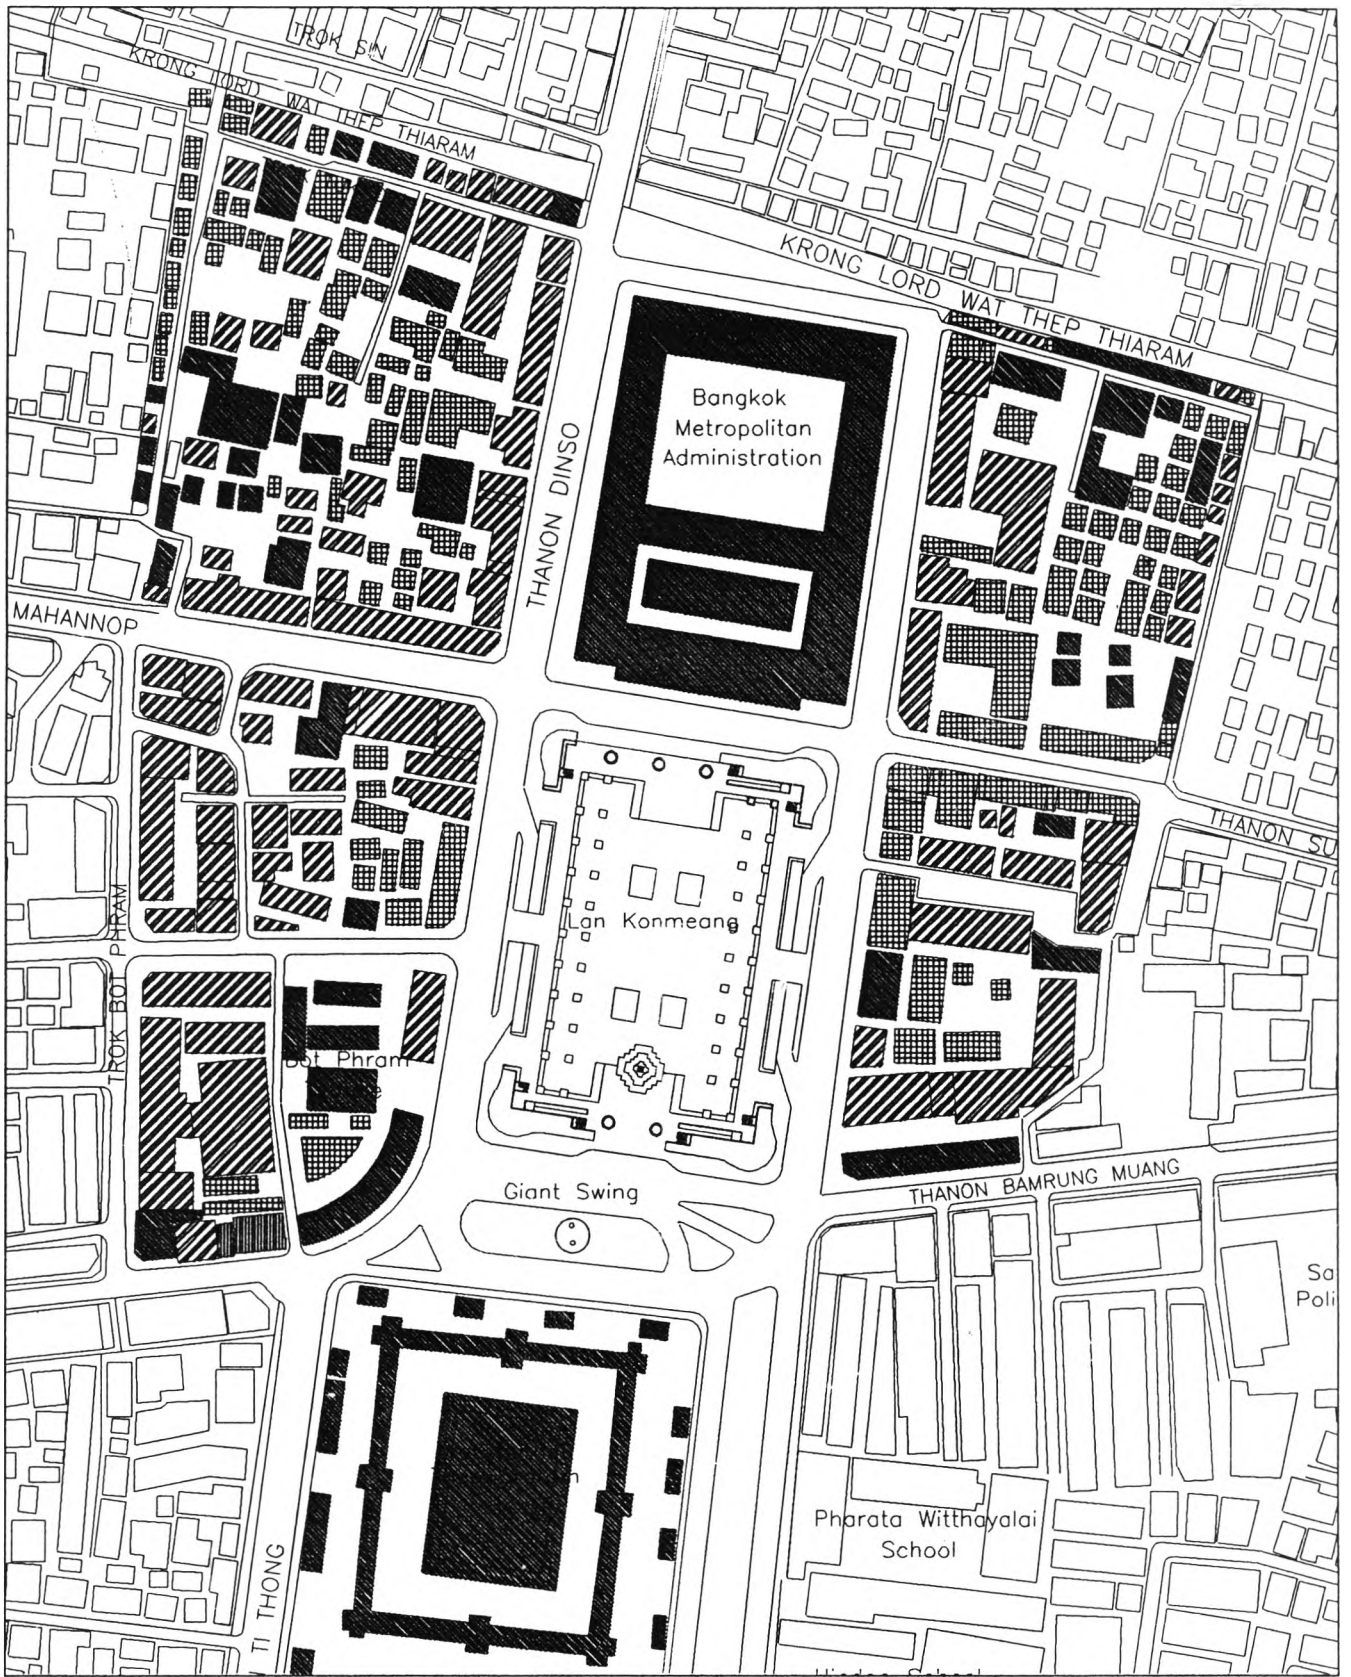 TROK SIN
KRONG LORD WAT THEP THIARAM
KRONG LORD WAT THEP THIARAM
Bangkok
Metropolitan
Administration
THANON DINSO
MAHANNOP
THANON SU
TROK BOT PHRAM
Lan Konmeang
Bot Phram
Giant Swing
THANON BAMRUNG MUANG
Sa
Poli
Pharata Witthayalai
School
TI THONG